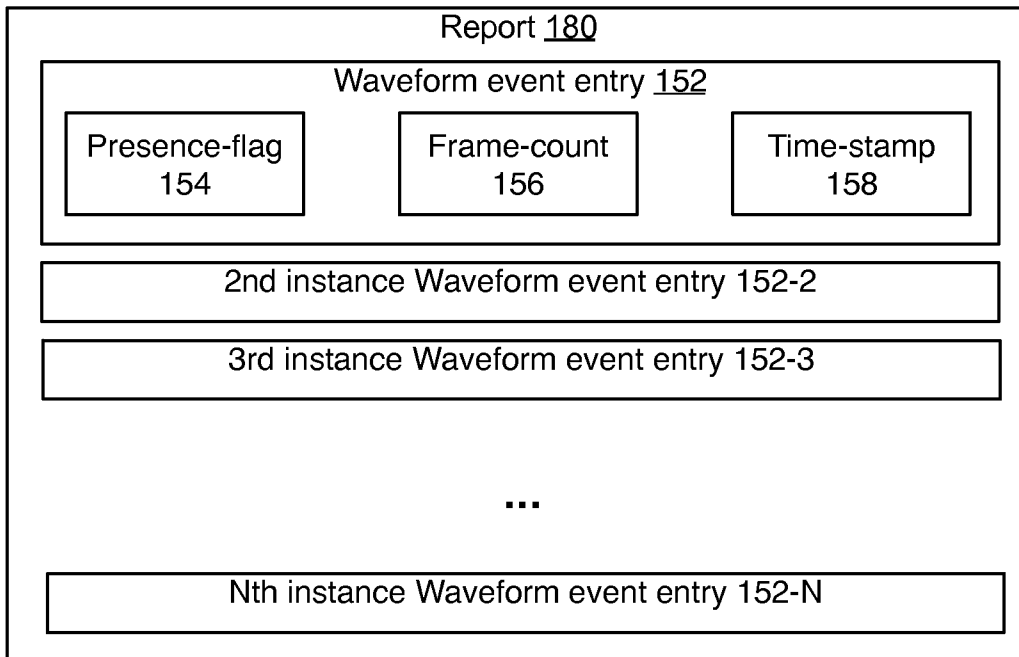 Report 180
Waveform event entry 152
Presence-flag Frame-count Time-stamp
154 156 158
2nd instance Waveform event entry 152-2
3rd instance Waveform event entry 152-3
...
Nth instance Waveform event entry 152-N